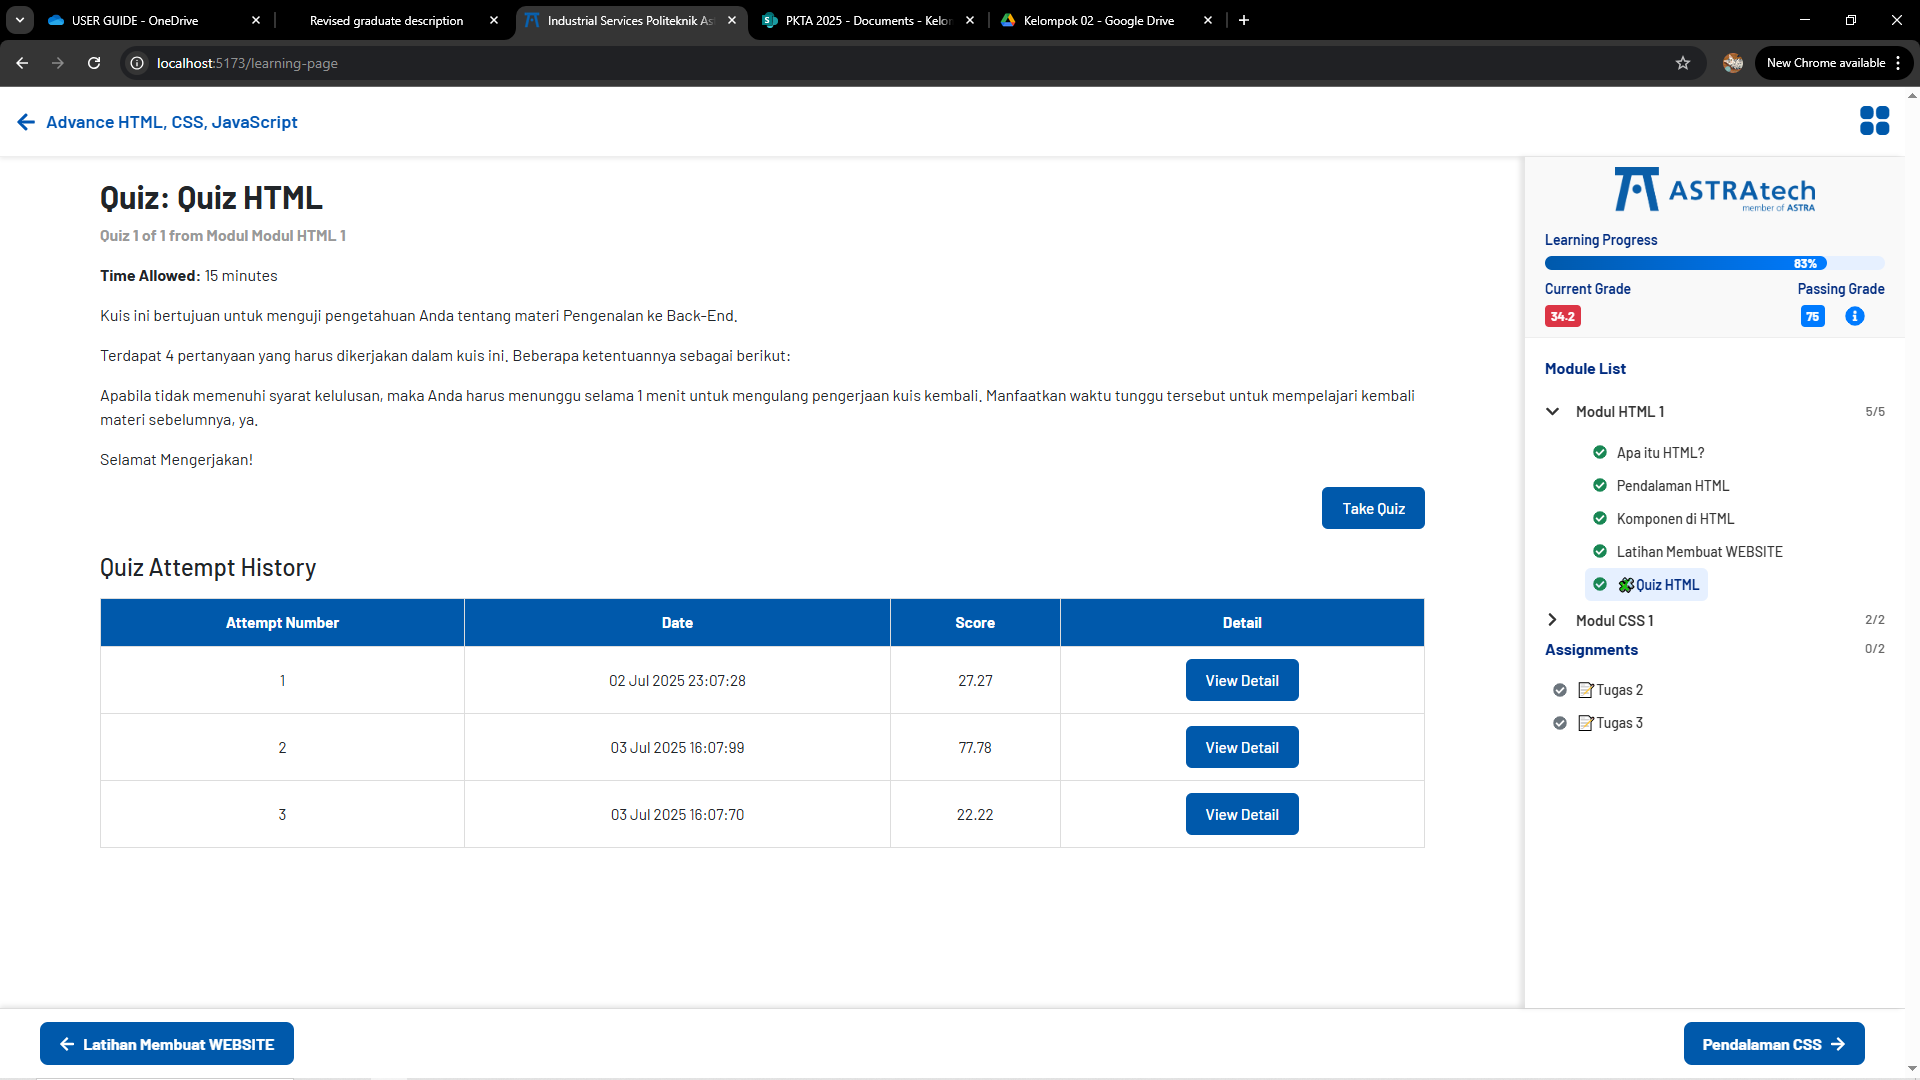 USER GUIDE - OneDrive
Revised graduate description
Industrial Services Politeknik As
PKTA 2025 - Documents - Kelom
Kelompok 02 - Google Drive
localhost:5173/learning-page
New Chrome available
Advance HTML, CSS, JavaScript
Quiz: Quiz HTML
Quiz 1 of 1 from Modul Modul HTML 1
Time Allowed: 15 minutes
Kuis ini bertujuan untuk menguji pengetahuan Anda tentang materi Pengenalan ke Back-End.
Terdapat 4 pertanyaan yang harus dikerjakan dalam kuis ini. Beberapa ketentuannya sebagai berikut:
Apabila tidak memenuhi syarat kelulusan, maka Anda harus menunggu selama 1 menit untuk mengulang pengerjaan kuis kembali. Manfaatkan waktu tunggu tersebut untuk mempelajari kembali
materi sebelumnya, ya.
Selamat Mengerjakan!
Take Quiz
Quiz Attempt History
Attempt Number Date Score Detail
1 02 Jul 2025 23:07:28 27.27 View Detail
2 03 Jul 2025 16:07:99 77.78 View Detail
3 03 Jul 2025 16:07:70 22.22 View Detail
Latihan Membuat WEBSITE
Pendalaman CSS
ASTRAtech
member of ASTRA
Learning Progress
83%
Current Grade Passing Grade
34.2 75
Module List
Modul HTML 1 5/5
Apa itu HTML?
Pendalaman HTML
Komponen di HTML
Latihan Membuat WEBSITE
Quiz HTML
Modul CSS 1 2/2
Assignments 0/2
Tugas 2
Tugas 3